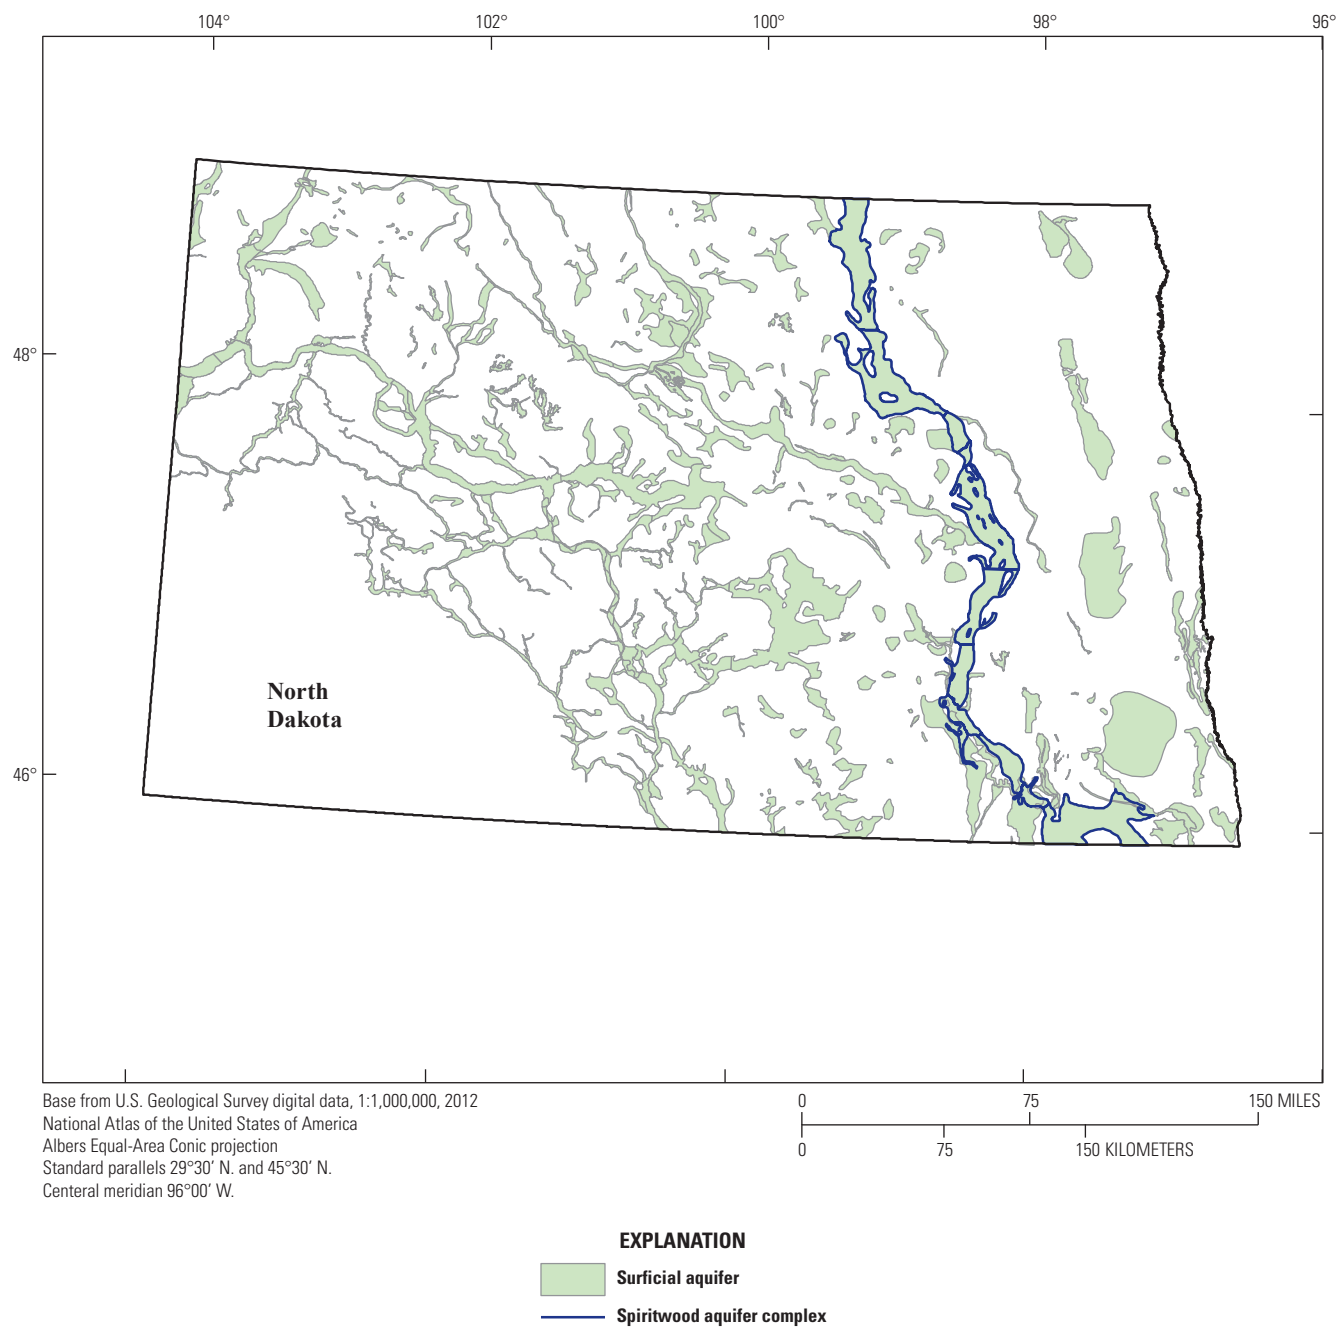 104°
102°
100°
98°
96°
48°
46°
North
Dakota
Base from U.S. Geological Survey digital data, 1:1,000,000, 2012
National Atlas of the United States of America
Albers Equal-Area Conic projection
Standard parallels 29°30′ N. and 45°30′ N.
Centeral meridian 96°00′ W.
0 75 150 MILES
0 75 150 KILOMETERS
EXPLANATION
Surficial aquifer
Spiritwood aquifer complex